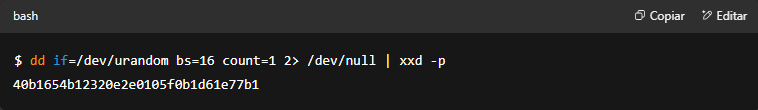 bash Copiar Editar
$ dd if=/dev/urandom bs=16 count=1 2> /dev/null | xxd -p
40b1654b12320e2e0105f0b1d61e77b1